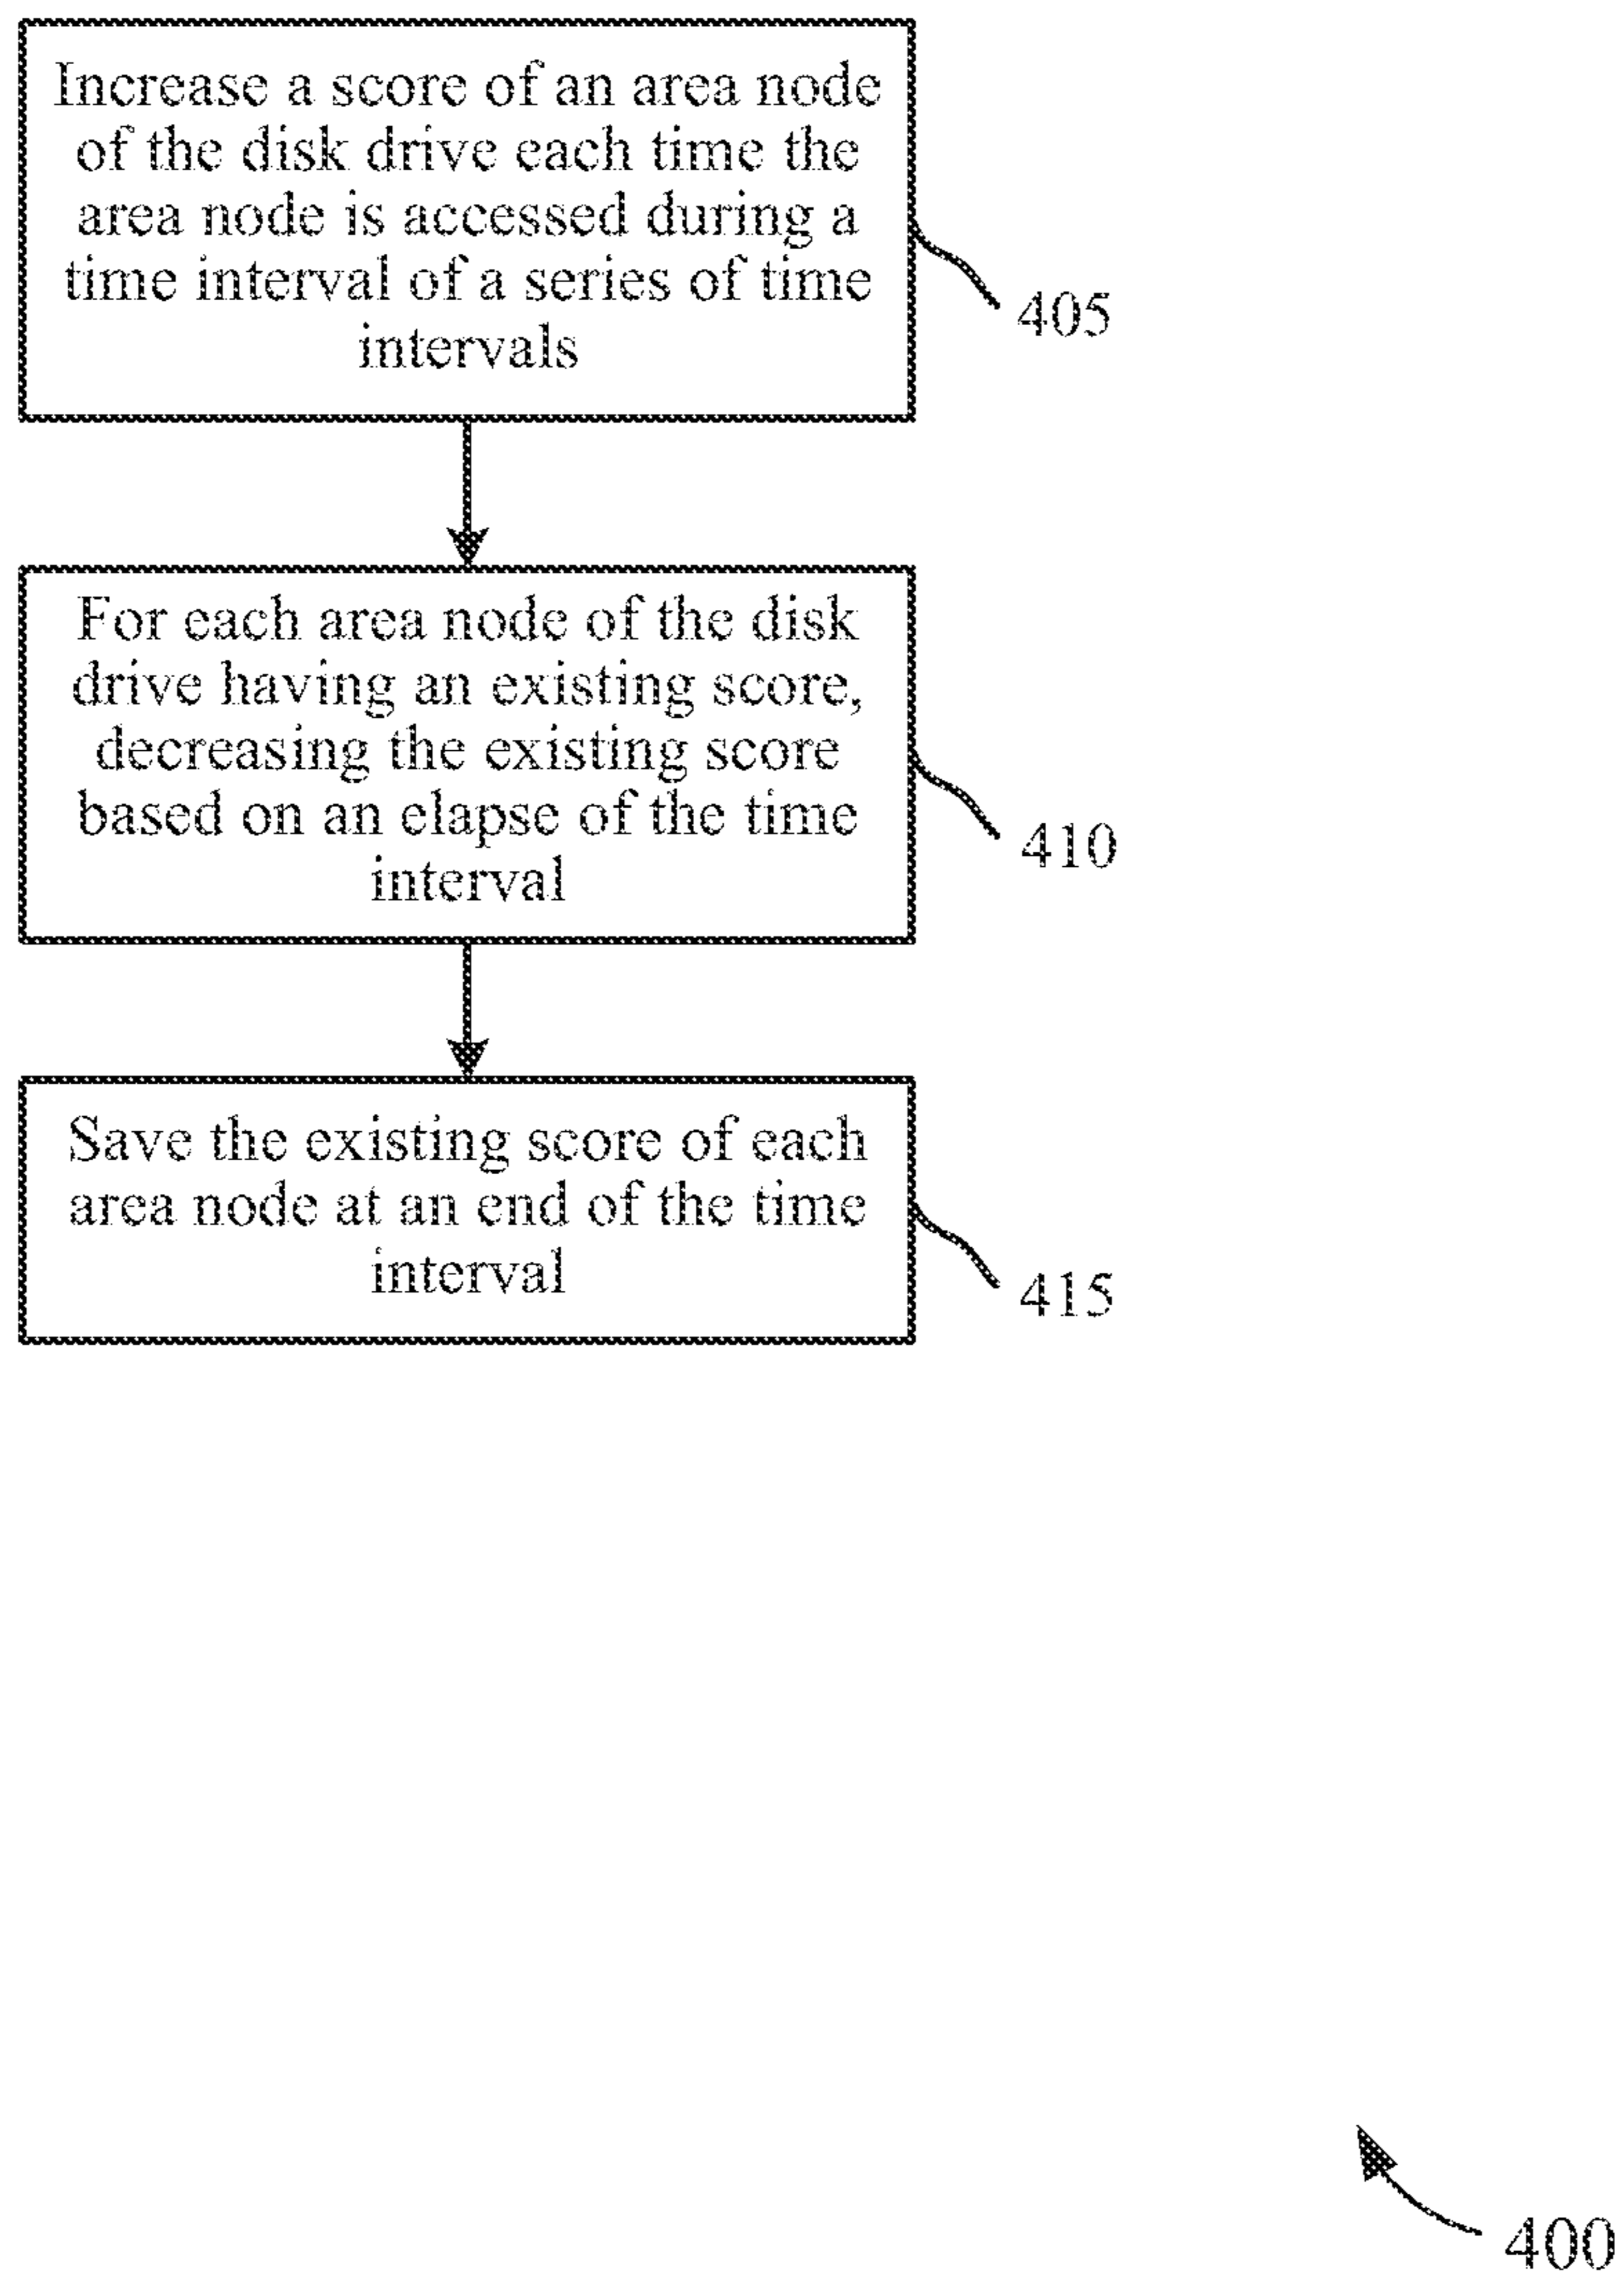 Increase a score of an area node
of the disk drive each time the
area node is accessed during a
time interval of a series of time
intervals
405
For each area node of the disk
drive having an existing score,
decreasing the existing score
based on an elapse of the time
interval
410
Save the existing score of each
area node at an end of the time
interval
415
400